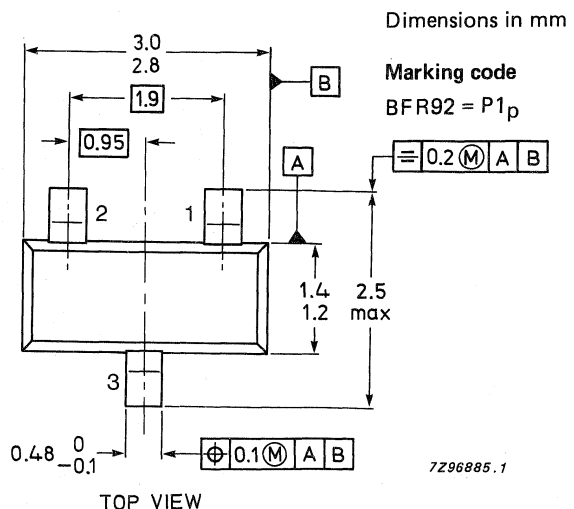 Dimensions in mm
3.0
2.8
B
1.9
Marking code
BFR92 = P1p
0.95
A
⌯ 0.2 Ⓜ A B
2
1
1.4
1.2
2.5
max
3
0.48 0
-0.1
⌖ 0.1 Ⓜ A B
7Z96885.1
TOP VIEW